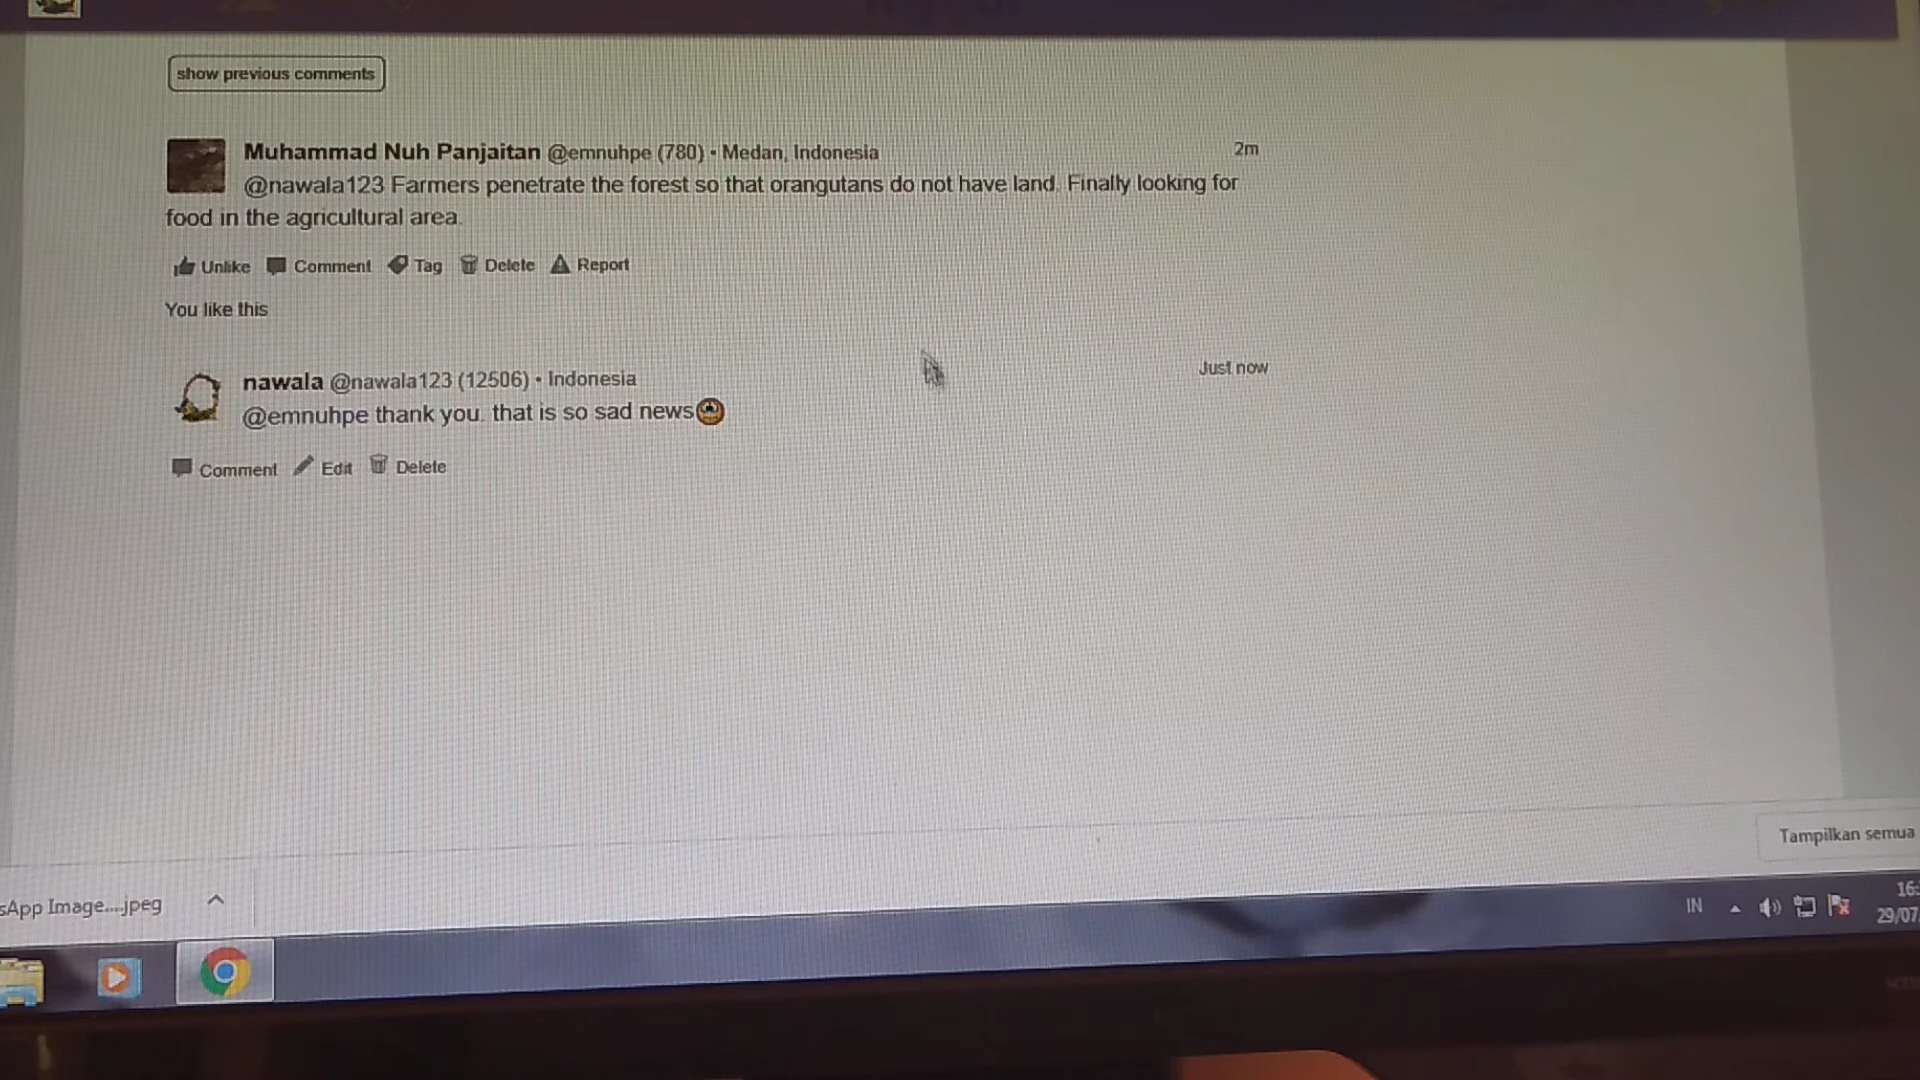 show previous comments
Muhammad Nuh Panjaitan @emnuhpe (780) • Medan, Indonesia 2m
@nawala123 Farmers penetrate the forest so that orangutans do not have land. Finally looking for
food in the agricultural area.
Unlike Comment Tag Delete Report
You like this
nawala @nawala123 (12506) • Indonesia Just now
@emnuhpe thank you. that is so sad news
Comment Edit Delete
Tampilkan semua
sApp Image....jpeg
IN 16:
29/07